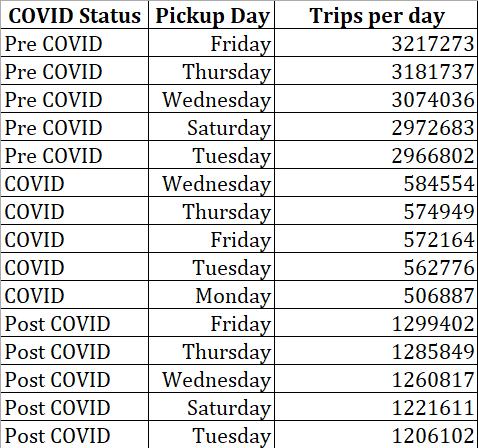 COVID Status Pickup Day Trips per day
Pre COVID Friday 3217273
Pre COVID Thursday 3181737
Pre COVID Wednesday 3074036
Pre COVID Saturday 2972683
Pre COVID Tuesday 2966802
COVID Wednesday 584554
COVID Thursday 574949
COVID Friday 572164
COVID Tuesday 562776
COVID Monday 506887
Post COVID Friday 1299402
Post COVID Thursday 1285849
Post COVID Wednesday 1260817
Post COVID Saturday 1221611
Post COVID Tuesday 1206102